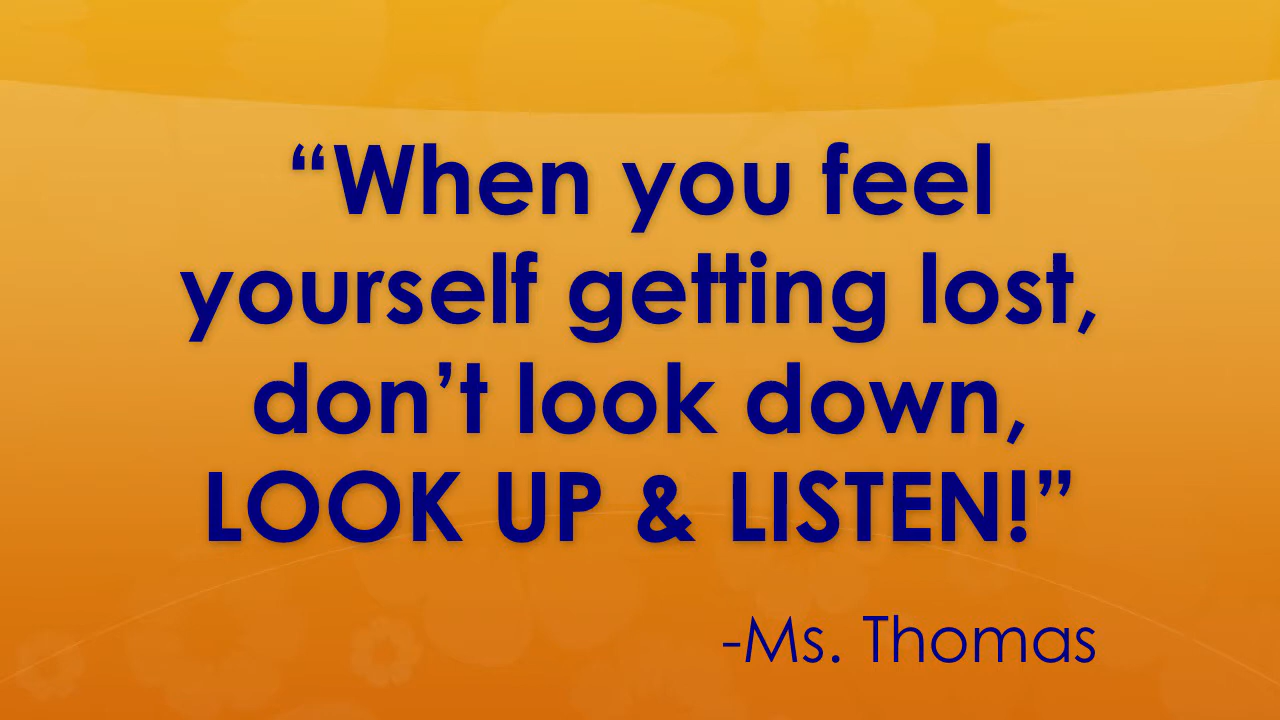 “When you feel
yourself getting lost,
don’t look down,
LOOK UP & LISTEN!”
-Ms. Thomas